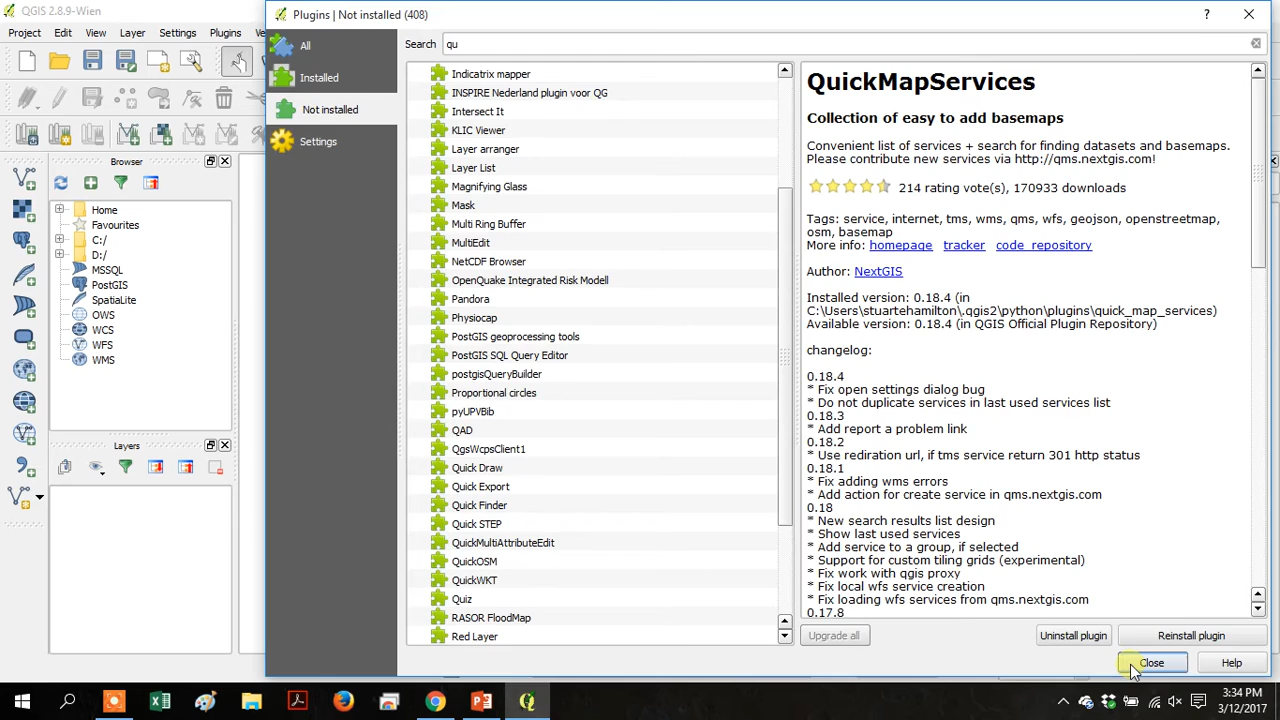 QGIS 2.8.9-Wien
Project Edit View Layer Settings Plugins
Plugins | Not installed (408)
?
All
Installed
Not installed
Settings
Search qu
Indicatrix mapper
INSPIRE Nederland plugin voor QG
Intersect It
KLIC Viewer
Layer arranger
Layer List
Magnifying Glass
Mask
Multi Ring Buffer
MultiEdit
NetCDF Browser
OpenQuake Integrated Risk Modell
Pandora
Physiocap
PostGIS geoprocessing tools
PostGIS SQL Query Editor
postgisQueryBuilder
Proportional circles
pyUPVBib
QAD
QgsWcpsClient1
Quick Draw
Quick Export
Quick Finder
Quick STEP
QuickMultiAttributeEdit
QuickOSM
QuickWKT
Quiz
RASOR FloodMap
Red Layer
QuickMapServices
Collection of easy to add basemaps
Convenient list of services + search for finding datasets and basemaps.
Please contribute new services via http://qms.nextgis.com!
214 rating vote(s), 170933 downloads
Tags: service, internet, tms, wms, qms, wfs, geojson, openstreetmap,
osm, basemap
More info: homepage tracker code_repository
Author: NextGIS
Installed version: 0.18.4 (in
C:\Users\stuartehamilton\.qgis2\python\plugins\quick_map_services)
Available version: 0.18.4 (in QGIS Official Plugin Repository)
changelog:
0.18.4
* Fix open settings dialog bug
* Do not duplicate services in last used services list
0.18.3
* Add report a problem link
0.18.2
* Use rediration url, if tms service return 301 http status
0.18.1
* Fix adding wms errors
* Add action for create service in qms.nextgis.com
0.18
* New search results list design
* Show last used services
* Add service to a group, if selected
* Support for custom tiling grids (experimental)
* Fix work with qgis proxy
* Fix local wfs service creation
* Fix loading wfs services from qms.nextgis.com
0.17.8
Upgrade all Uninstall plugin Reinstall plugin
Close Help
Browser
Home
Favourites
C:/
D:/
MSSQL
PostGIS
SpatiaLite
OWS
WCS
WFS
WMS
Layers
3:34 PM
3/12/2017